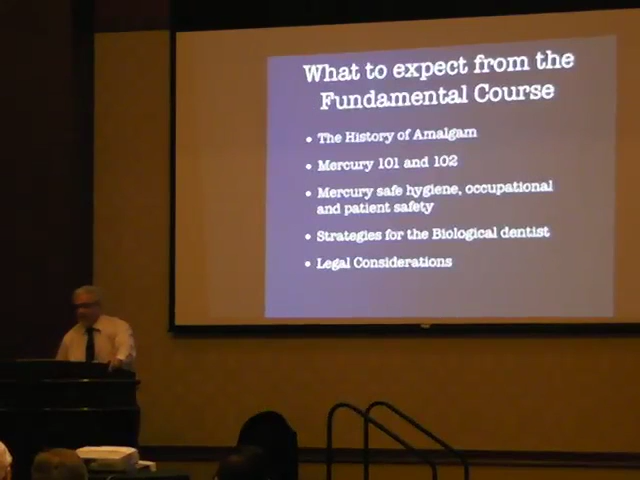 What to expect from the
Fundamental Course
• The History of Amalgam
• Mercury 101 and 102
• Mercury safe hygiene, occupational
and patient safety
• Strategies for the Biological dentist
• Legal Considerations